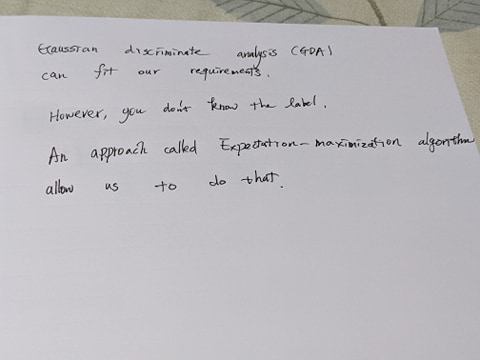 Gaussian discriminate analysis (GDA)
can fit our requirements.
However, you don't know the label.
An approach called Expectation-maximization algorithm
allow us to do that.